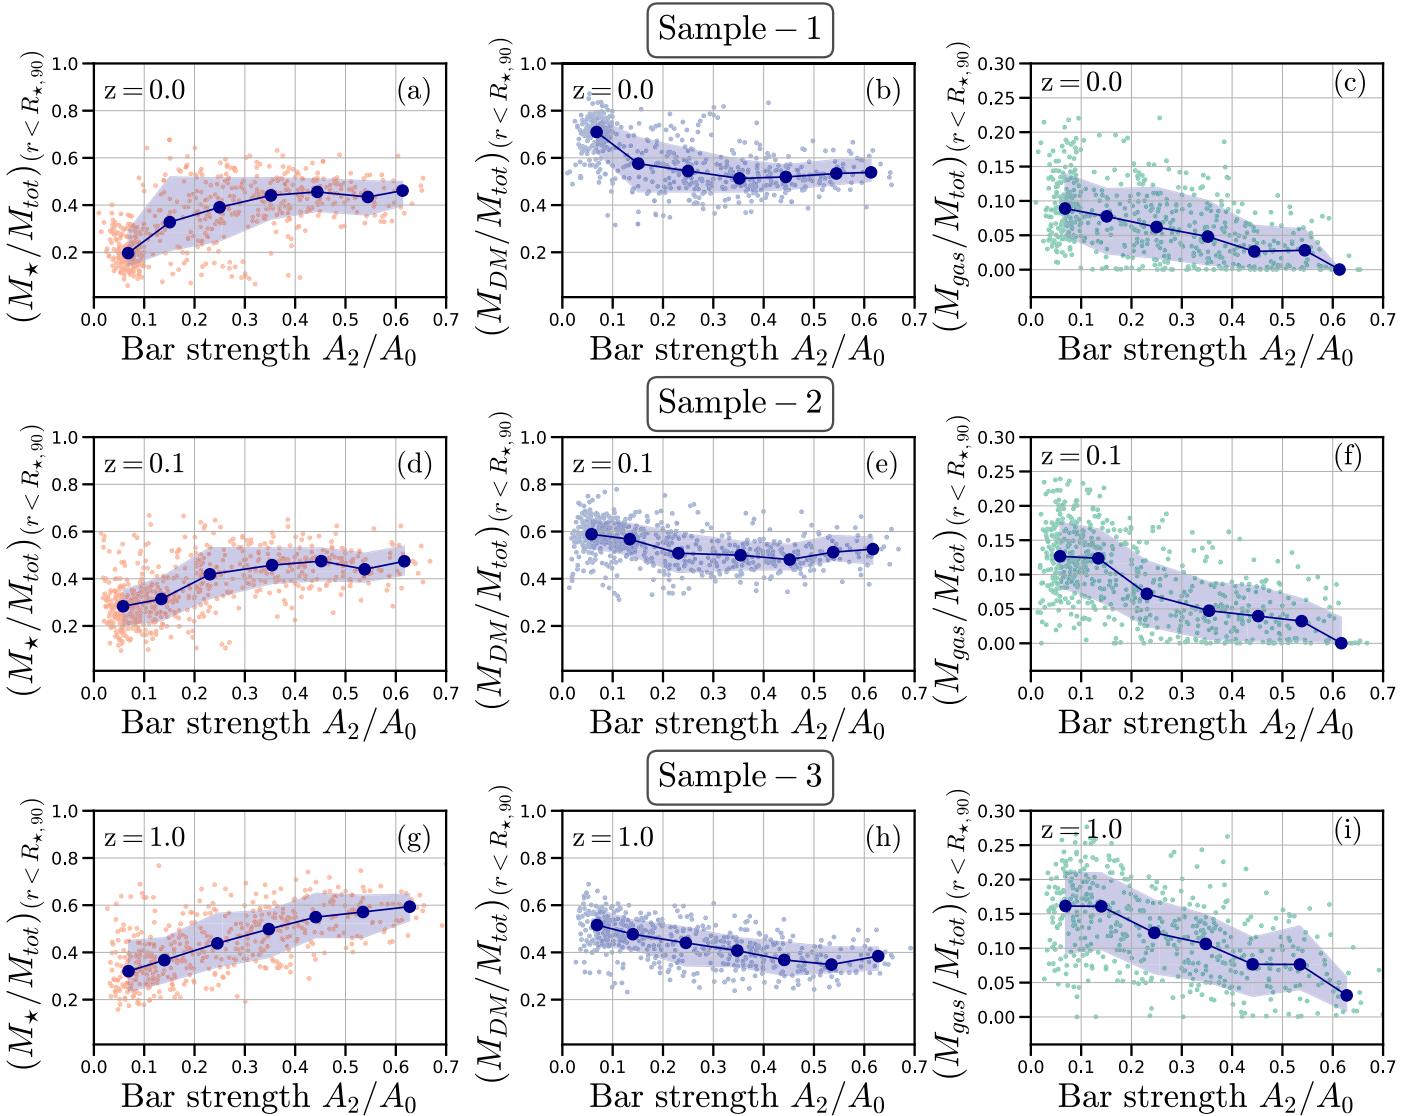 Sample − 1
(M★/M_tot)(r < R★,90)
1.0
0.8
0.6
0.4
0.2
z = 0.0
(a)
0.0 0.1 0.2 0.3 0.4 0.5 0.6 0.7
Bar strength A₂/A₀
(M_DM/M_tot)(r < R★,90)
1.0
0.8
0.6
0.4
0.2
z = 0.0
(b)
0.0 0.1 0.2 0.3 0.4 0.5 0.6 0.7
Bar strength A₂/A₀
(M_gas/M_tot)(r < R★,90)
0.30
0.25
0.20
0.15
0.10
0.05
0.00
z = 0.0
(c)
0.0 0.1 0.2 0.3 0.4 0.5 0.6 0.7
Bar strength A₂/A₀
Sample − 2
(M★/M_tot)(r < R★,90)
1.0
0.8
0.6
0.4
0.2
z = 0.1
(d)
0.0 0.1 0.2 0.3 0.4 0.5 0.6 0.7
Bar strength A₂/A₀
(M_DM/M_tot)(r < R★,90)
1.0
0.8
0.6
0.4
0.2
z = 0.1
(e)
0.0 0.1 0.2 0.3 0.4 0.5 0.6 0.7
Bar strength A₂/A₀
(M_gas/M_tot)(r < R★,90)
0.30
0.25
0.20
0.15
0.10
0.05
0.00
z = 0.1
(f)
0.0 0.1 0.2 0.3 0.4 0.5 0.6 0.7
Bar strength A₂/A₀
Sample − 3
(M★/M_tot)(r < R★,90)
1.0
0.8
0.6
0.4
0.2
z = 1.0
(g)
0.0 0.1 0.2 0.3 0.4 0.5 0.6 0.7
Bar strength A₂/A₀
(M_DM/M_tot)(r < R★,90)
1.0
0.8
0.6
0.4
0.2
z = 1.0
(h)
0.0 0.1 0.2 0.3 0.4 0.5 0.6 0.7
Bar strength A₂/A₀
(M_gas/M_tot)(r < R★,90)
0.30
0.25
0.20
0.15
0.10
0.05
0.00
z = 1.0
(i)
0.0 0.1 0.2 0.3 0.4 0.5 0.6 0.7
Bar strength A₂/A₀